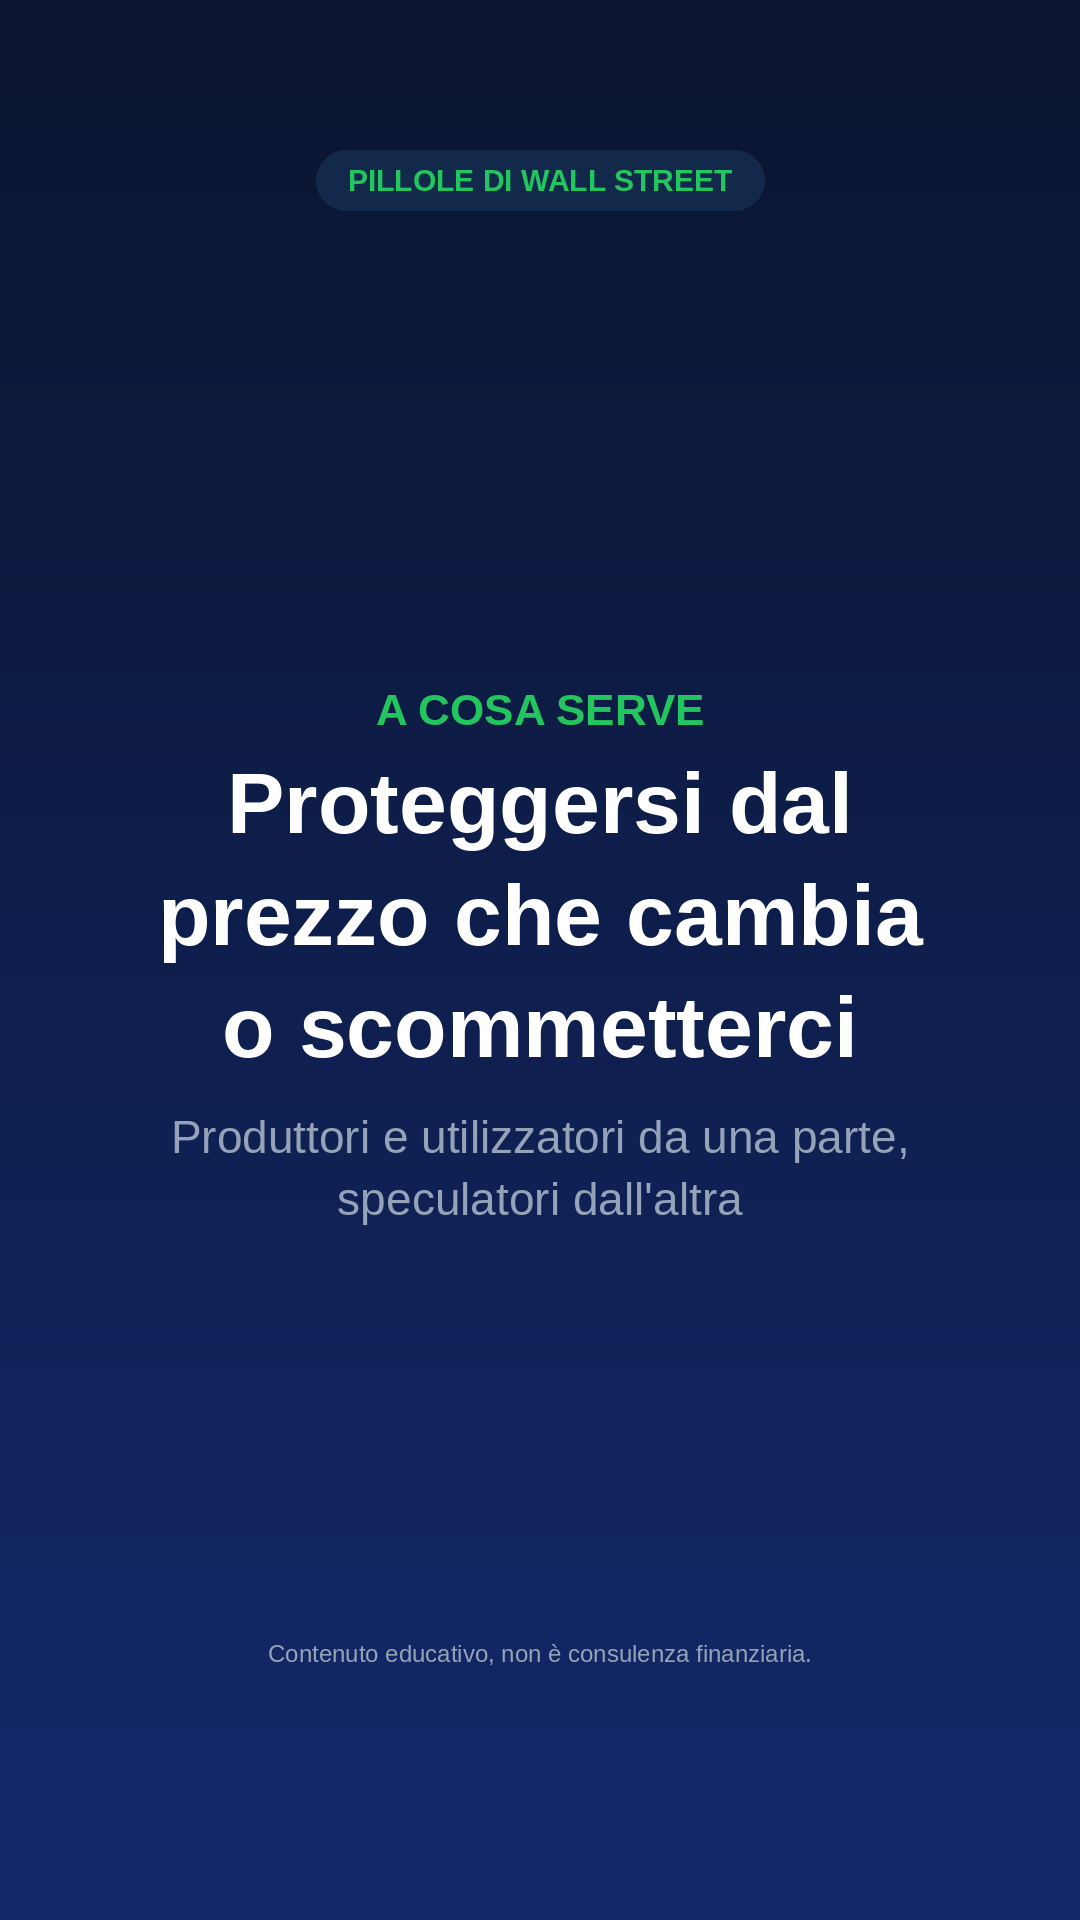 PILLOLE DI WALL STREET
A COSA SERVE
Proteggersi dal
prezzo che cambia
o scommetterci
Produttori e utilizzatori da una parte,
speculatori dall'altra
Contenuto educativo, non è consulenza finanziaria.